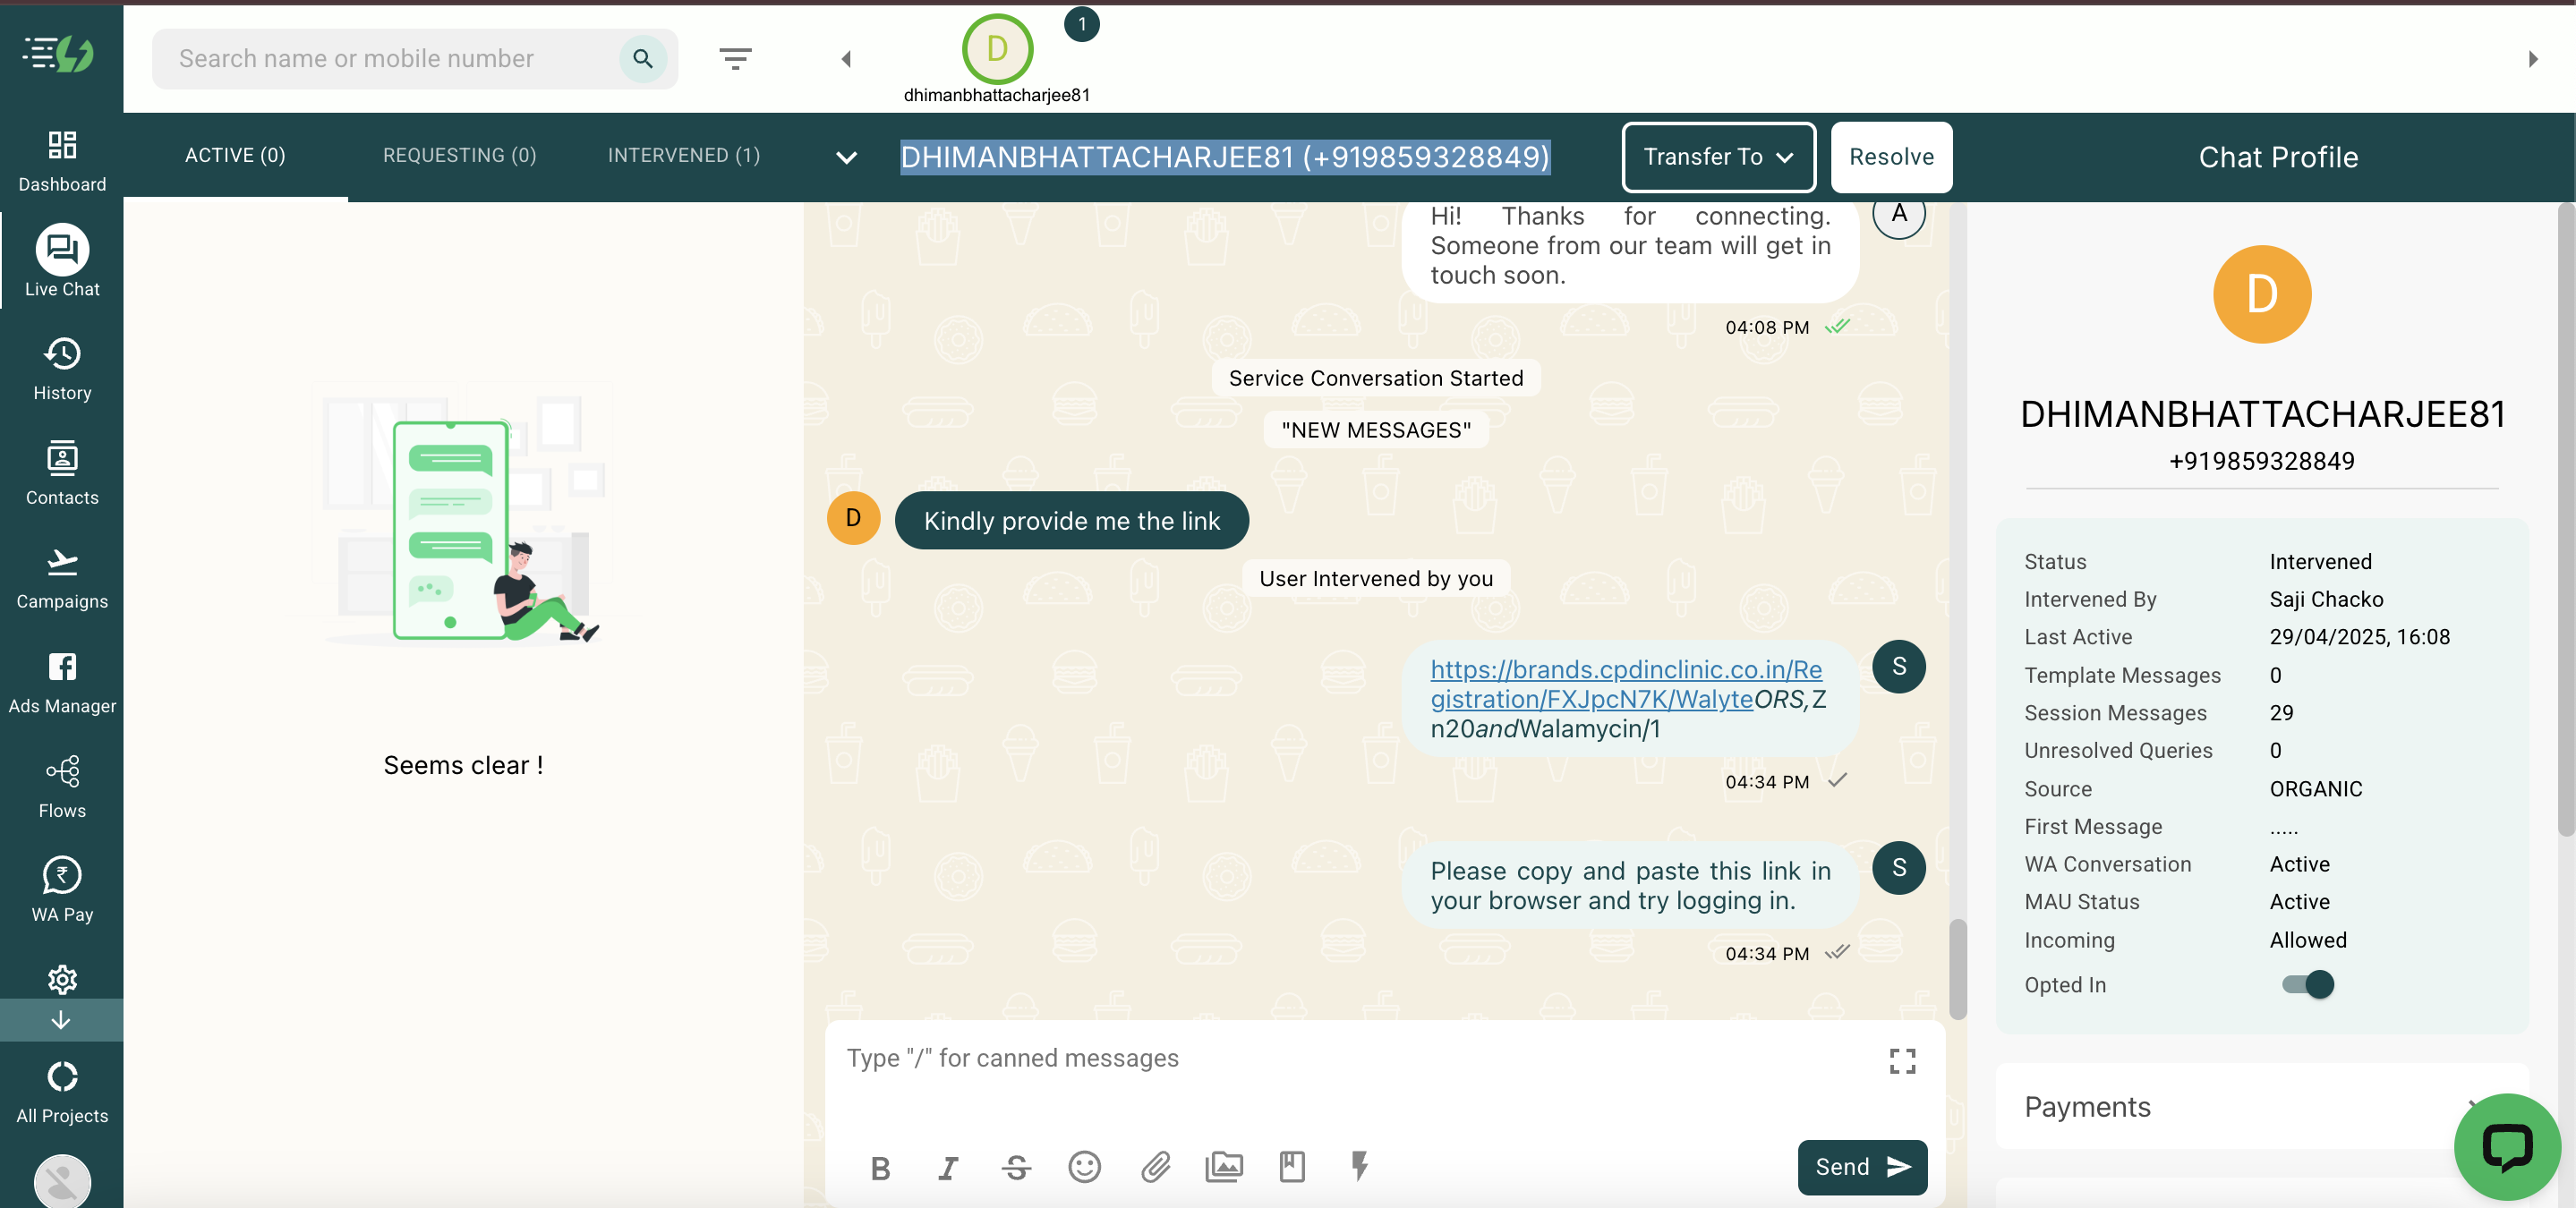 Search name or mobile number
D
1
dhimanbhattacharjee81
Dashboard
Live Chat
History
Contacts
Campaigns
Ads Manager
Flows
WA Pay
All Projects
ACTIVE (0)
REQUESTING (0)
INTERVENED (1)
DHIMANBHATTACHARJEE81 (+919859328849)
Transfer To
Resolve
Chat Profile
Seems clear !
Hi! Thanks for connecting.
Someone from our team will get in
touch soon.
A
04:08 PM
Service Conversation Started
"NEW MESSAGES"
D
Kindly provide me the link
User Intervened by you
https://brands.cpdinclinic.co.in/Re
gistration/FXJpcN7K/WalyteORS,Z
n20andWalamycin/1
S
04:34 PM
Please copy and paste this link in
your browser and try logging in.
S
04:34 PM
Type "/" for canned messages
B I S
Send
D
DHIMANBHATTACHARJEE81
+919859328849
Status Intervened
Intervened By Saji Chacko
Last Active 29/04/2025, 16:08
Template Messages 0
Session Messages 29
Unresolved Queries 0
Source ORGANIC
First Message .....
WA Conversation Active
MAU Status Active
Incoming Allowed
Opted In
Payments